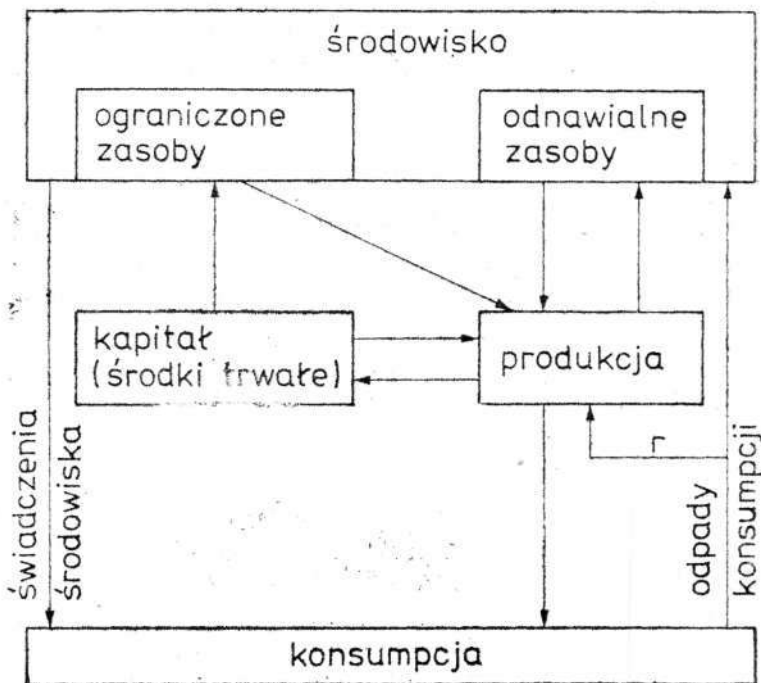 środowisko
ograniczone
zasoby
odnawialne
zasoby
kapitał
(środki trwałe)
produkcja
r
świadczenia
środowiska
odpady
konsumpcji
konsumpcja